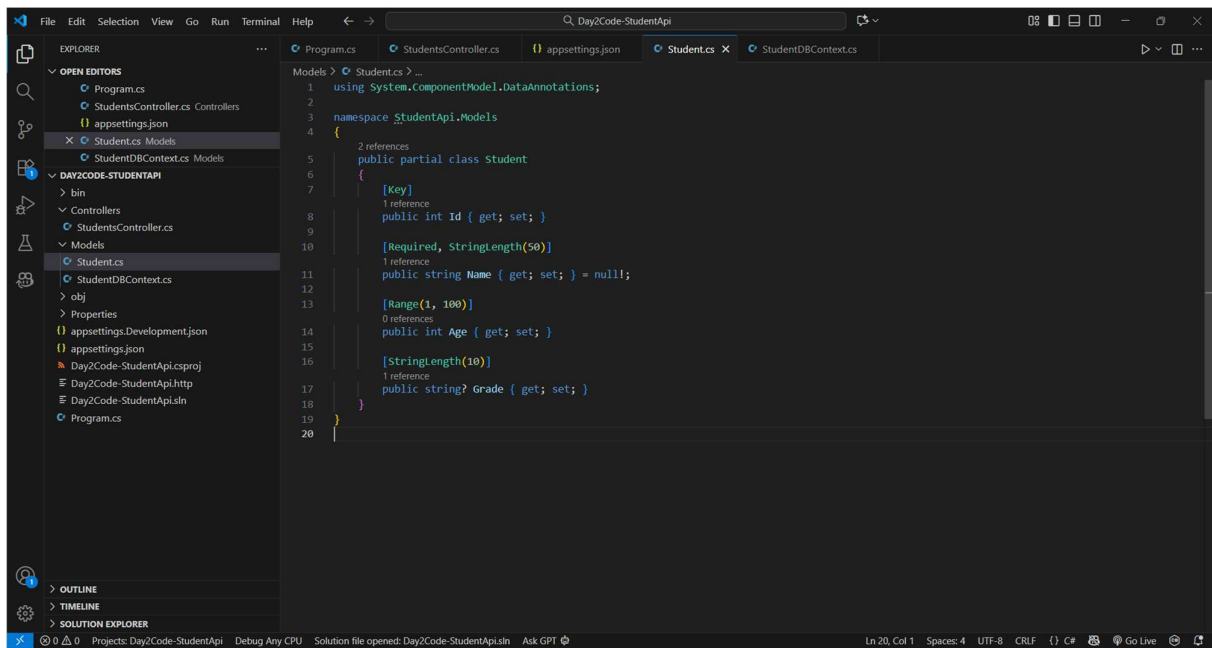 File Edit Selection View Go Run Terminal Help
Day2Code-StudentApi
EXPLORER
OPEN EDITORS
Program.cs
StudentsController.cs Controllers
{} appsettings.json
Student.cs Models
StudentDBContext.cs Models
DAY2CODE-STUDENTAPI
bin
Controllers
StudentsController.cs
Models
Student.cs
StudentDBContext.cs
obj
Properties
{} appsettings.Development.json
{} appsettings.json
Day2Code-StudentApi.csproj
Day2Code-StudentApi.http
Day2Code-StudentApi.sln
Program.cs
OUTLINE
TIMELINE
SOLUTION EXPLORER
Program.cs StudentsController.cs {} appsettings.json Student.cs StudentDBContext.cs
Models > Student.cs > ...
1 using System.ComponentModel.DataAnnotations;
2
3 namespace StudentApi.Models
4 {
2 references
5 public partial class Student
6 {
7 [Key]
1 reference
8 public int Id { get; set; }
9
10 [Required, StringLength(50)]
1 reference
11 public string Name { get; set; } = null!;
12
13 [Range(1, 100)]
0 references
14 public int Age { get; set; }
15
16 [StringLength(10)]
1 reference
17 public string? Grade { get; set; }
18 }
19 }
20
1
1
0 0 Projects: Day2Code-StudentApi Debug Any CPU Solution file opened: Day2Code-StudentApi.sln Ask GPT Ln 20, Col 1 Spaces: 4 UTF-8 CRLF {} C# Go Live